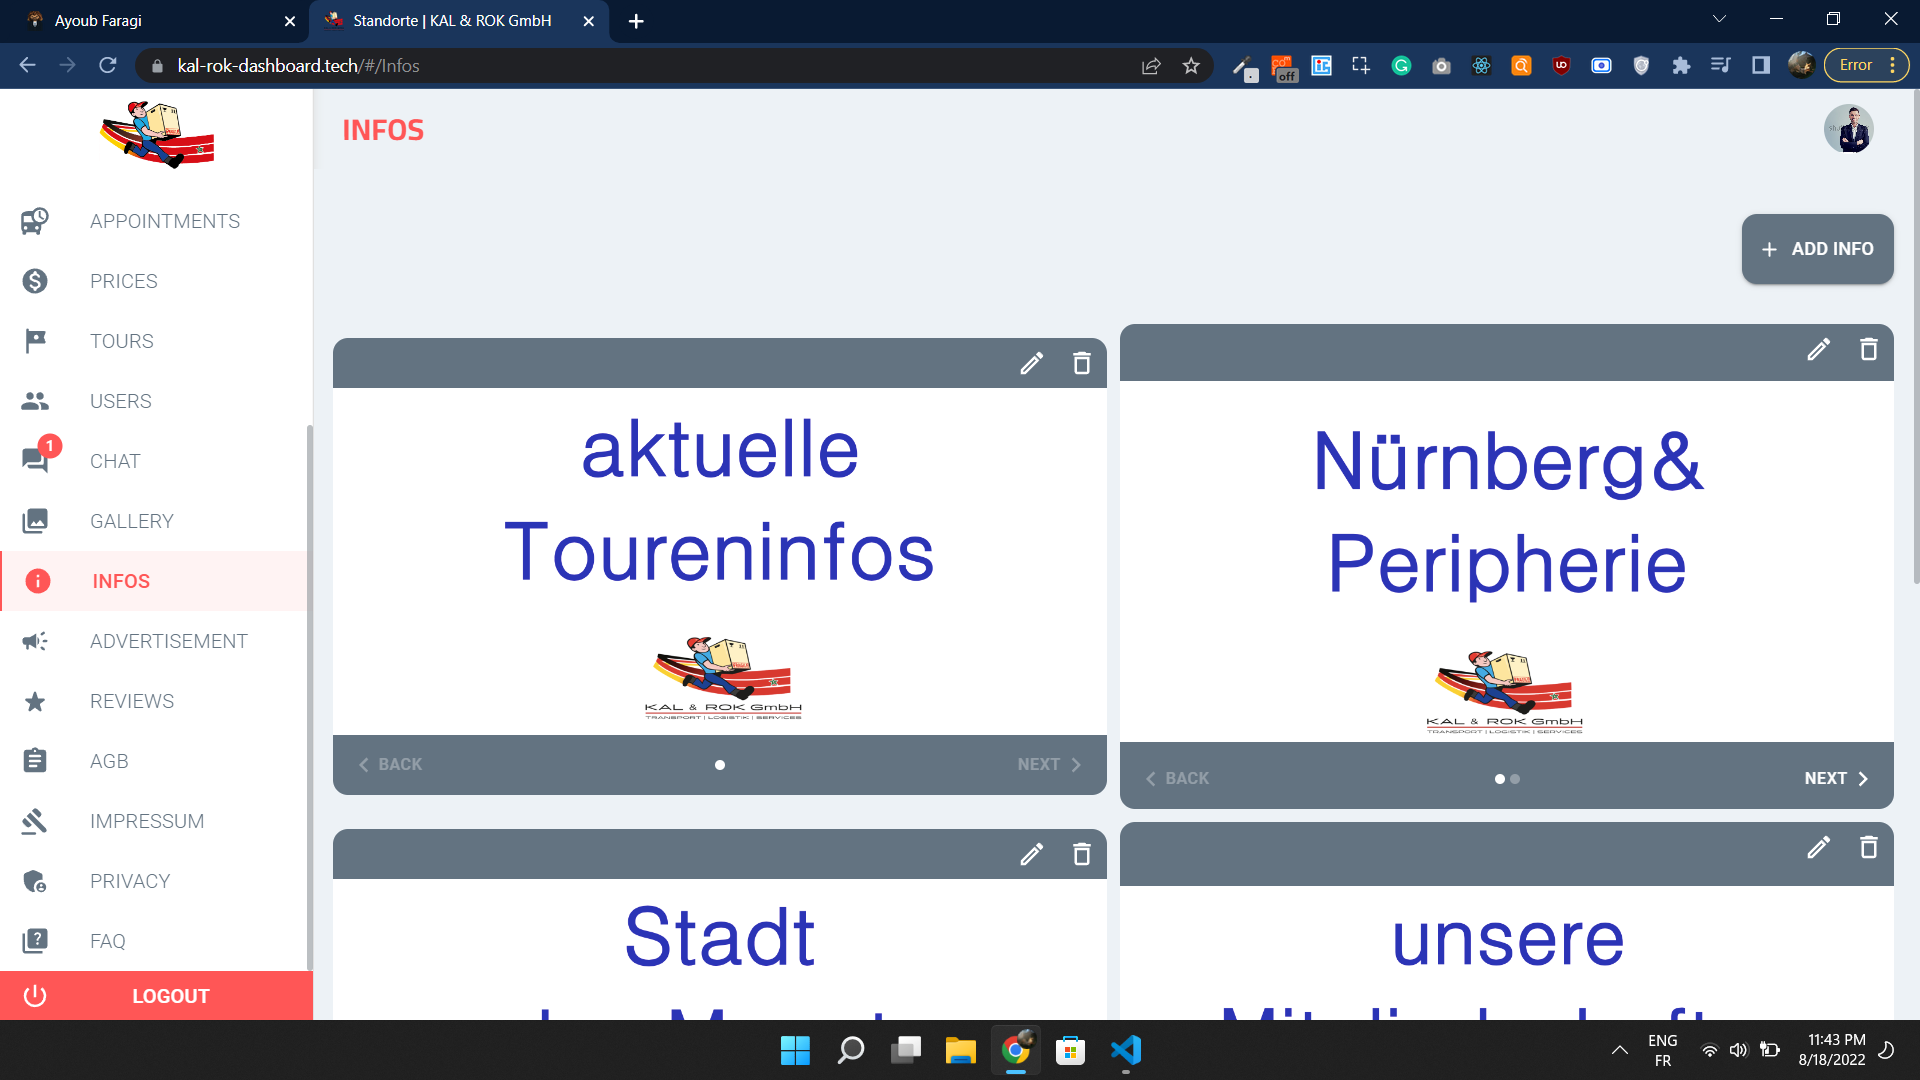 Ayoub Faragi
Standorte | KAL & ROK GmbH
kal-rok-dashboard.tech/#/Infos
off
Error
INFOS
APPOINTMENTS
PRICES
TOURS
USERS
1
CHAT
GALLERY
INFOS
ADVERTISEMENT
REVIEWS
AGB
IMPRESSUM
PRIVACY
FAQ
LOGOUT
+ ADD INFO
aktuelle
Toureninfos
KAL & ROK GmbH
TRANSPORT | LOGISTIK | SERVICES
BACK
NEXT
Nürnberg&
Peripherie
KAL & ROK GmbH
TRANSPORT | LOGISTIK | SERVICES
BACK
NEXT
Stadt
unsere
ENG
FR
11:43 PM
8/18/2022